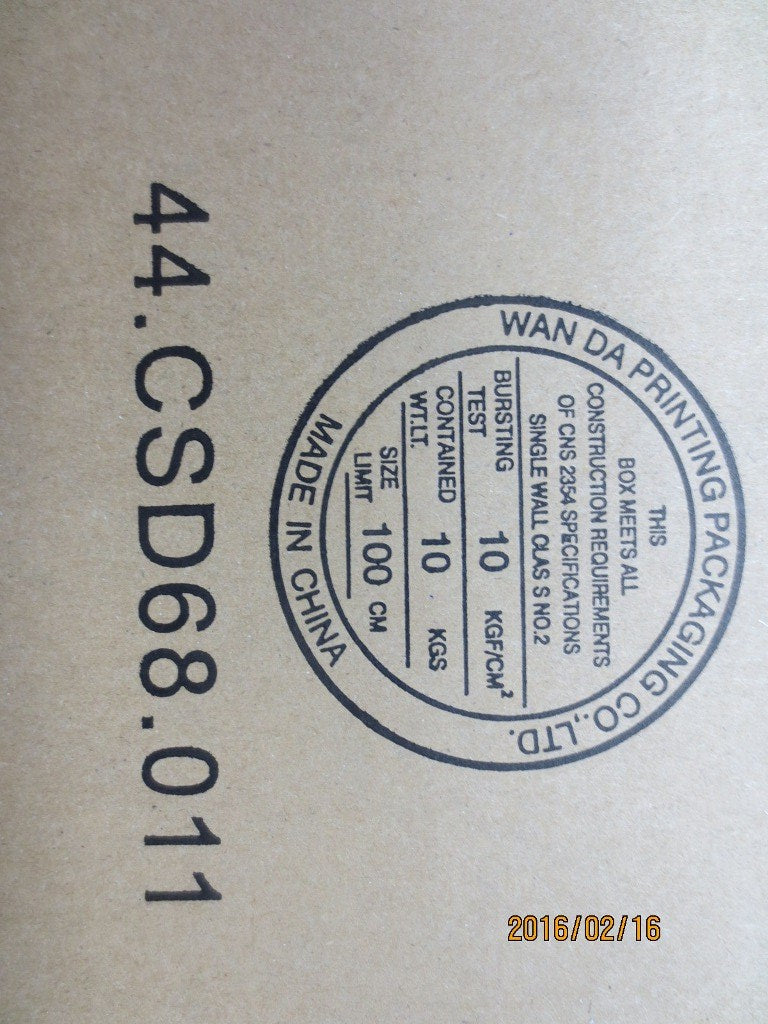 WAN DA PRINTING PACKAGING CO.,LTD.
THIS
BOX MEETS ALL
CONSTRUCTION REQUIREMENTS
OF CNS 2354 SPECIFICATIONS
SINGLE WALL CLAS S NO.2
BURSTING
TEST 10 KGF/CM²
CONTAINED
WT.LT. 10 KGS
SIZE
LIMIT 100 CM
MADE IN CHINA
44.CSD68.011
2016/02/16